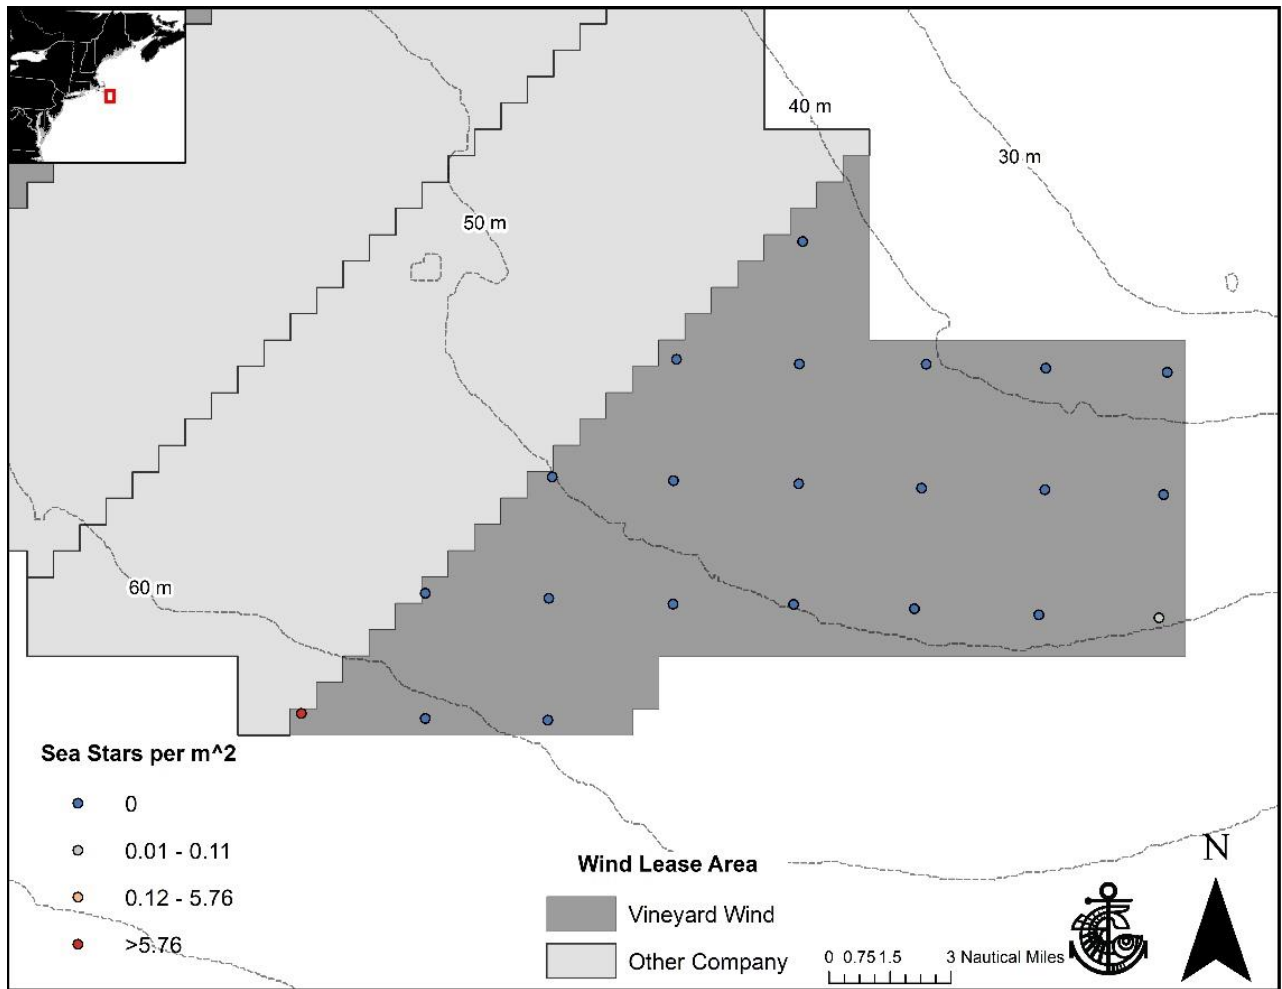 40 m
30 m
50 m
60 m
Sea Stars per m^2
0
0.01 - 0.11
0.12 - 5.76
>5.76
Wind Lease Area
Vineyard Wind
Other Company
0 0.75 1.5 3 Nautical Miles
N